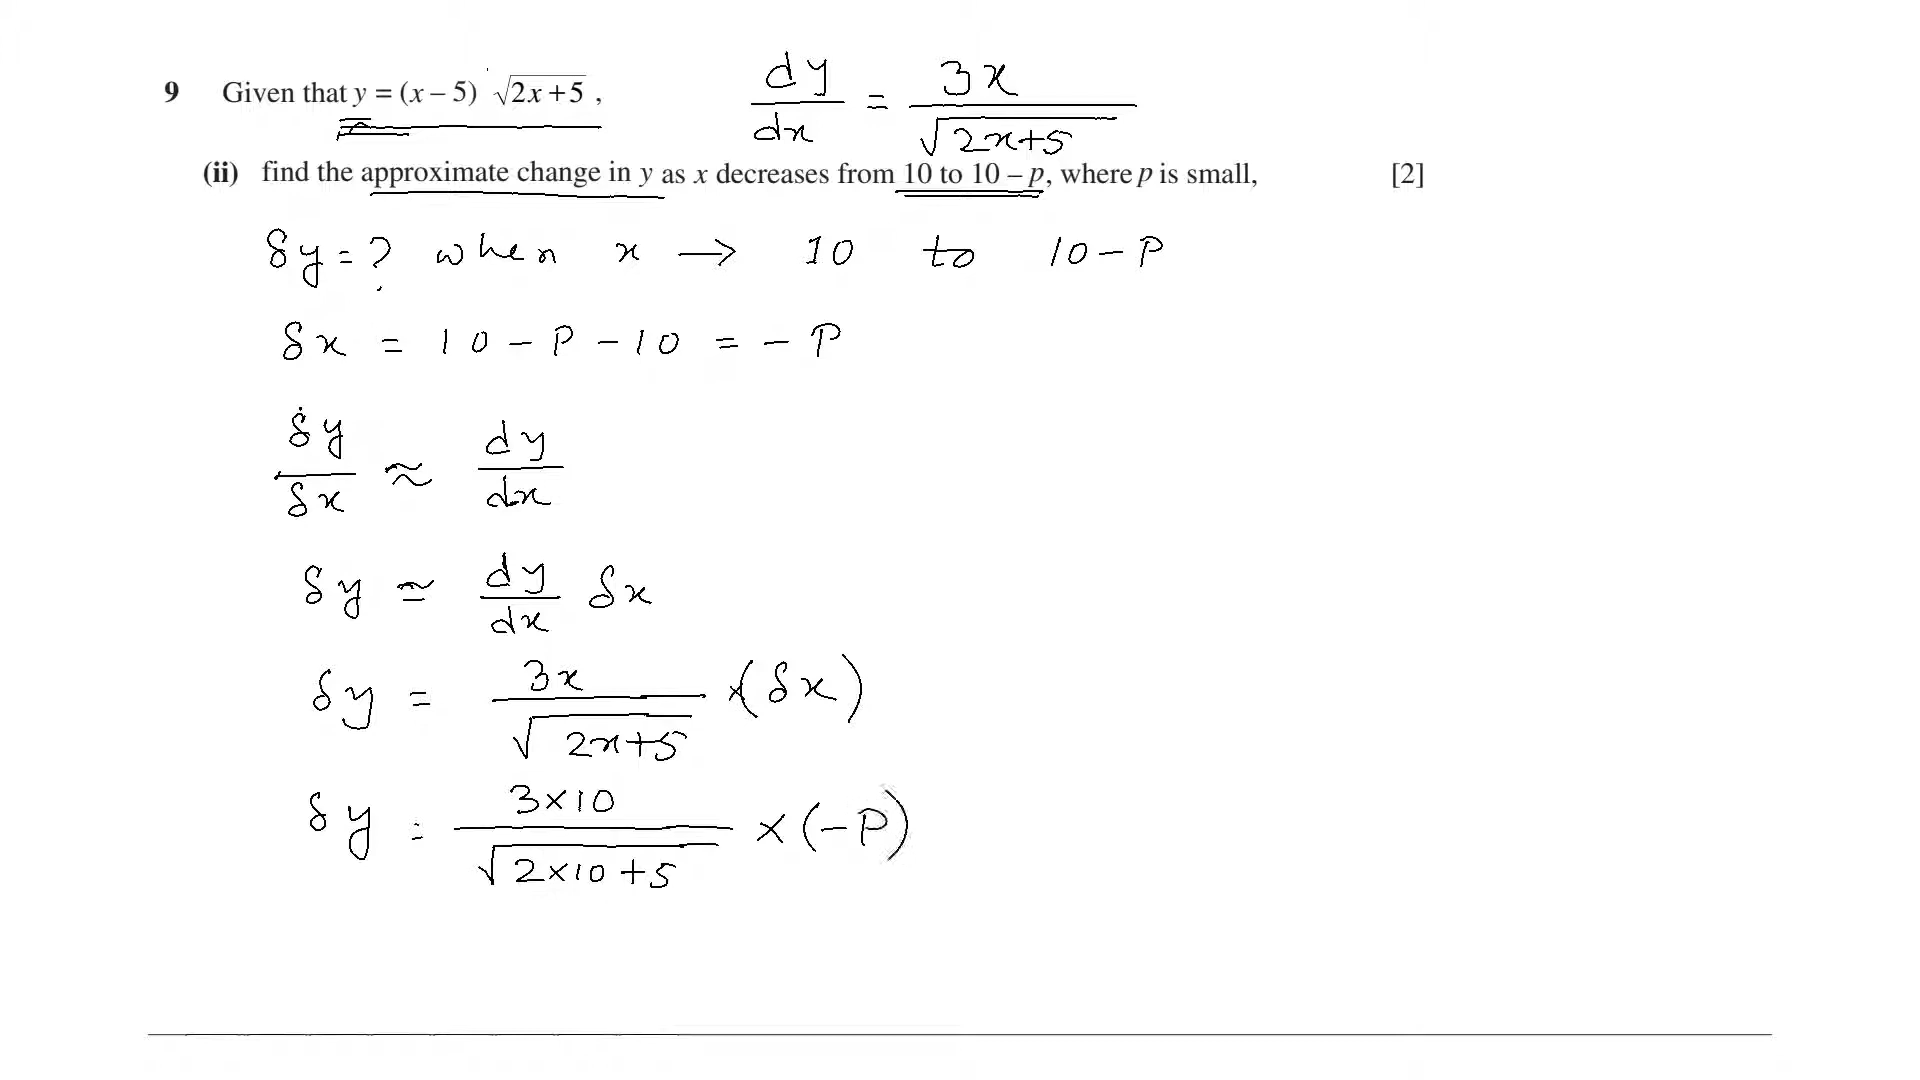 9 Given that y = (x – 5) √2x+5 ,
dy/dx = 3x/√2x+5
(ii) find the approximate change in y as x decreases from 10 to 10 – p, where p is small, [2]
δy = ? when x → 10 to 10 – P
δx = 10 – P – 10 = – P
δy/δx ≈ dy/dx
δy ≃ dy/dx δx
δy = 3x/√2x+5 × (δx)
δy = 3×10/√2×10+5 × (–P)